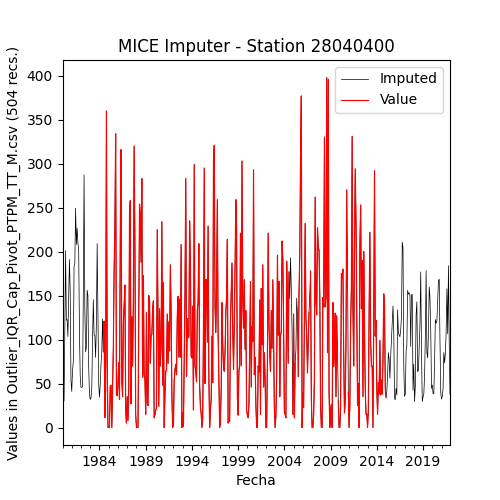 MICE Imputer - Station 28040400
Values in Outlier_IQR_Cap_Pivot_PTPM_TT_M.csv (504 recs.)
400
350
300
250
200
150
100
50
0
Imputed
Value
1984 1989 1994 1999 2004 2009 2014 2019
Fecha